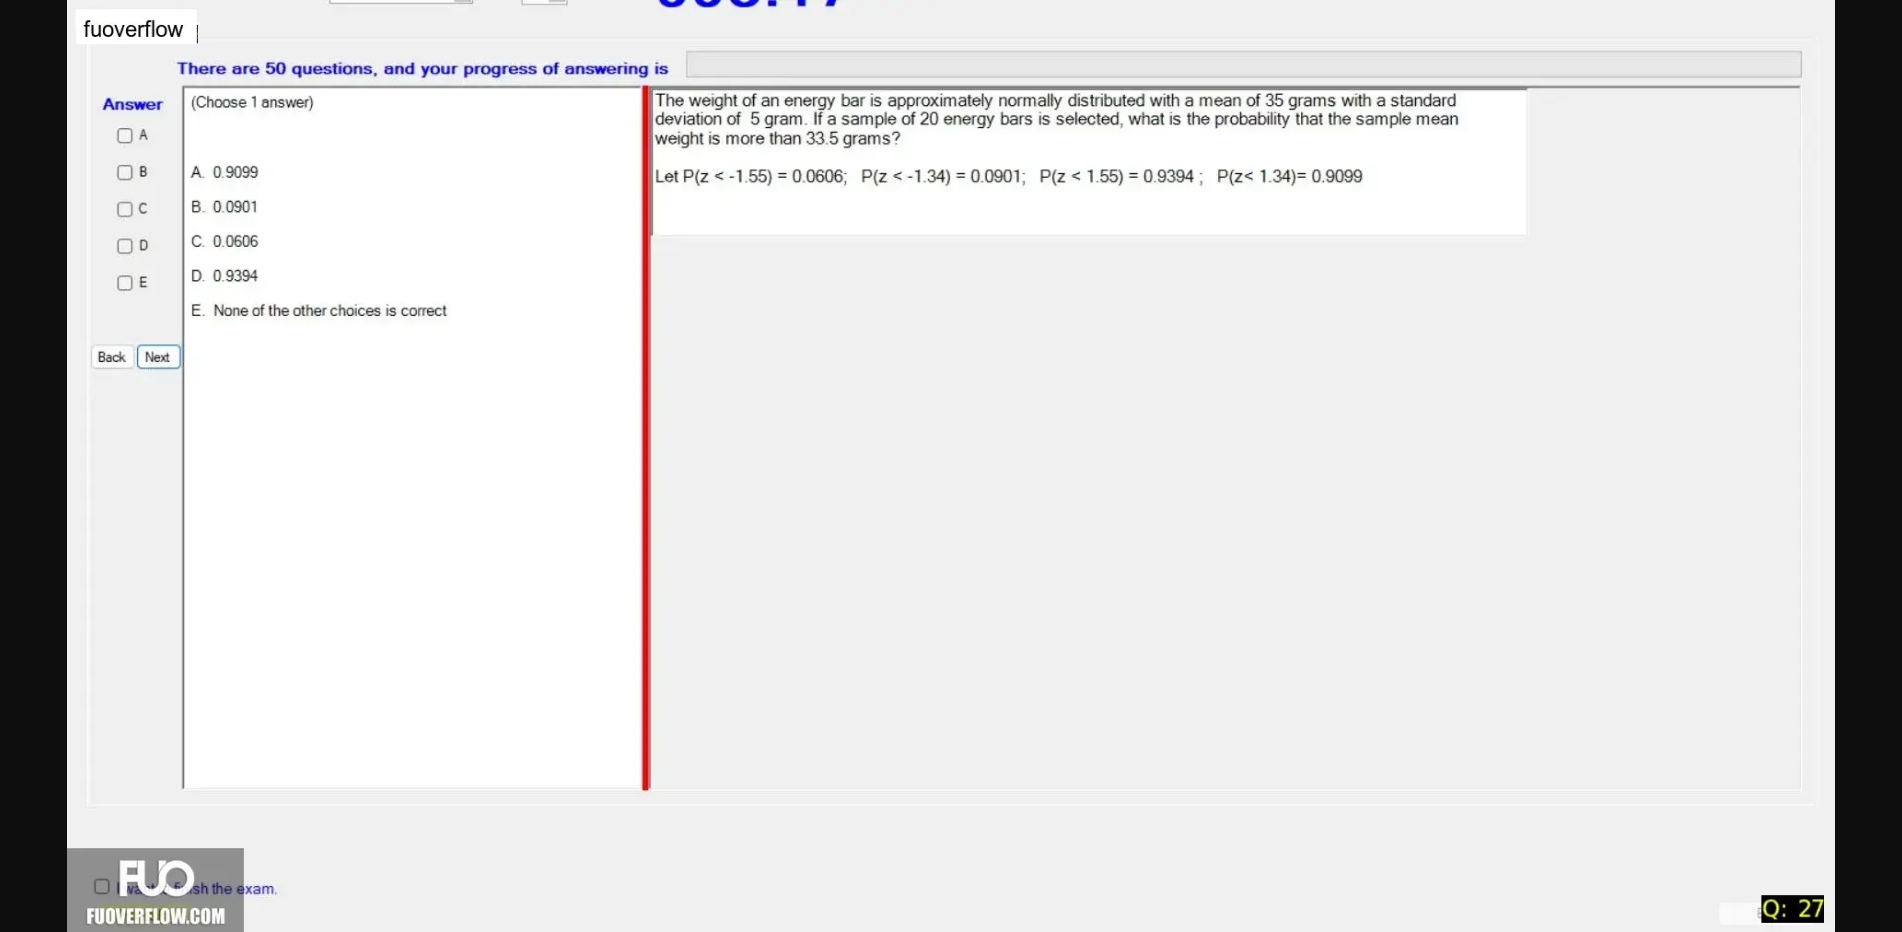 fuoverflow
There are 50 questions, and your progress of answering is
Answer
(Choose 1 answer)
A
B
C
D
E
A. 0.9099
B. 0.0901
C. 0.0606
D. 0.9394
E. None of the other choices is correct
Back Next
The weight of an energy bar is approximately normally distributed with a mean of 35 grams with a standard
deviation of 5 gram. If a sample of 20 energy bars is selected, what is the probability that the sample mean
weight is more than 33.5 grams?
Let P(z < -1.55) = 0.0606; P(z < -1.34) = 0.0901; P(z < 1.55) = 0.9394 ; P(z< 1.34)= 0.9099
FUO
the exam.
FUOVERFLOW.COM
Q: 27